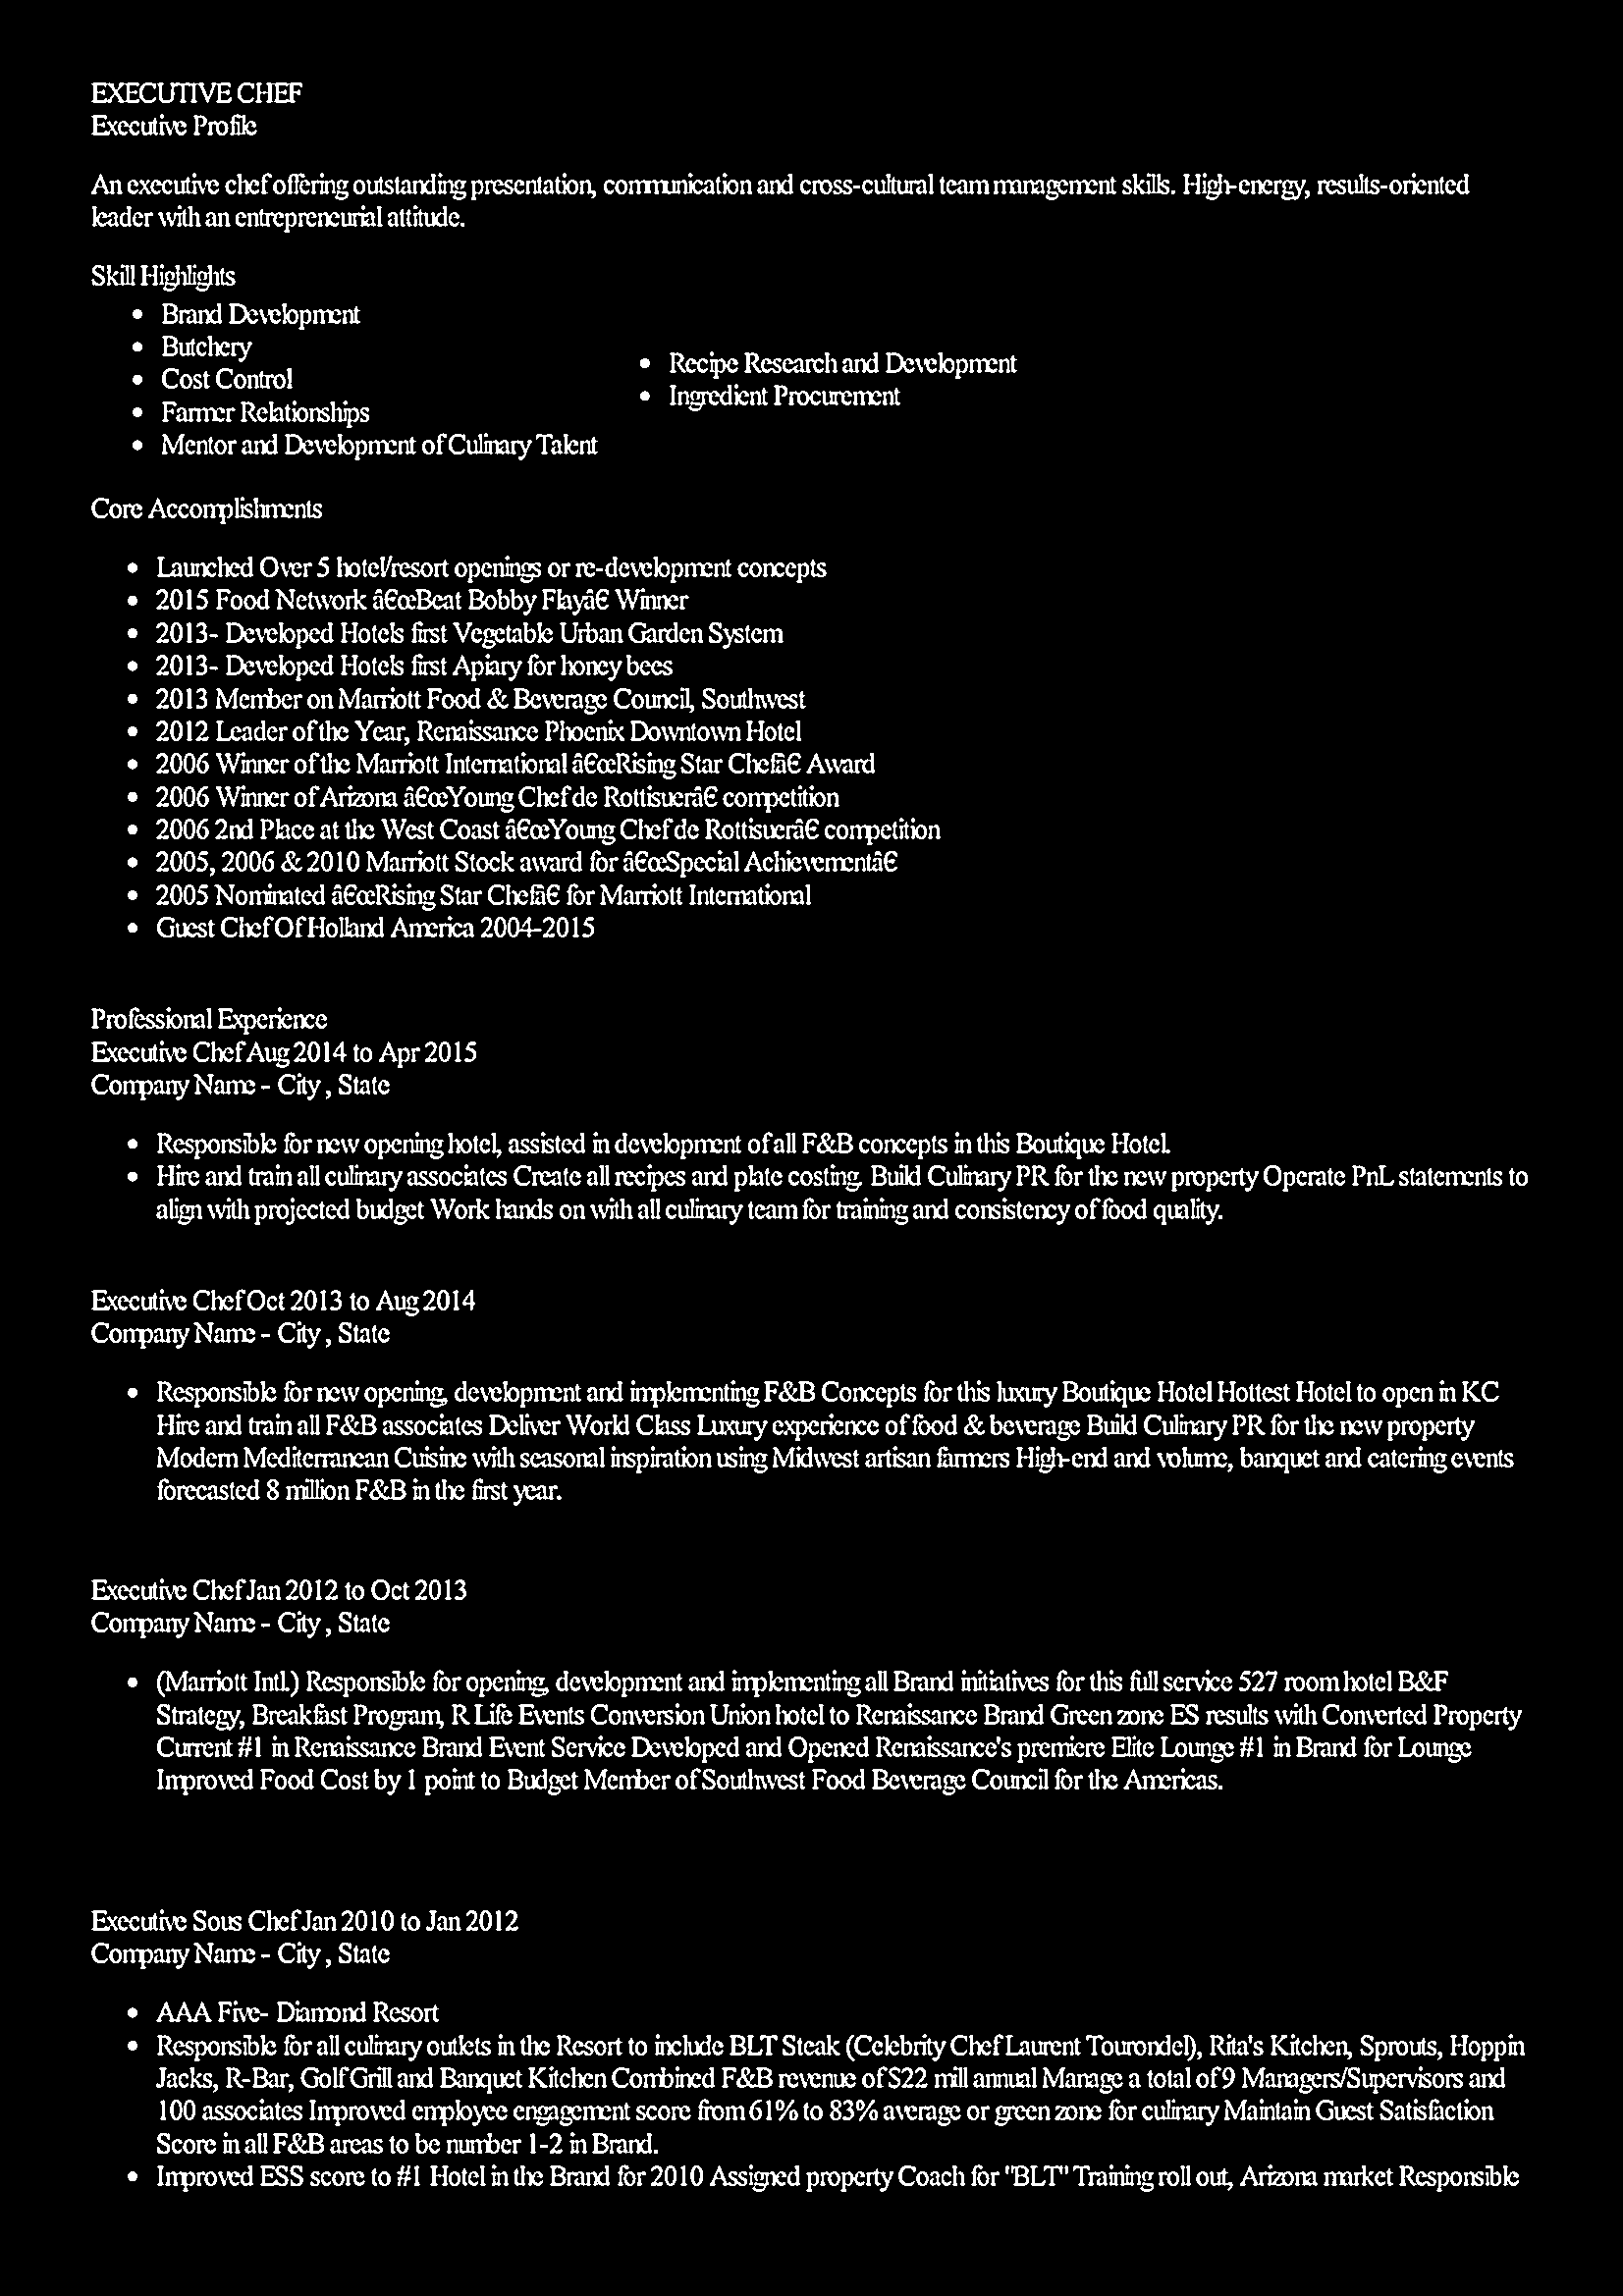 EXECUTIVE CHEF
Executive Profile
An executive chef offering outstanding presentation, communication and cross-cultural team management skills. High-energy, results-oriented
leader with an entrepreneurial attitude.
Skill Highlights
• Brand Development
• Butchery
• Cost Control
• Farmer Relationships
• Mentor and Development of Culinary Talent
• Recipe Research and Development
• Ingredient Procurement
Core Accomplishments
• Launched Over 5 hotel/resort openings or re-development concepts
• 2015 Food Network â€œBeat Bobby Flayâ€ Winner
• 2013- Developed Hotels first Vegetable Urban Garden System
• 2013- Developed Hotels first Apiary for honey bees
• 2013 Member on Marriott Food & Beverage Council, Southwest
• 2012 Leader of the Year, Renaissance Phoenix Downtown Hotel
• 2006 Winner of the Marriott International â€œRising Star Chefâ€ Award
• 2006 Winner of Arizona â€œYoung Chef de Rottisuerâ€ competition
• 2006 2nd Place at the West Coast â€œYoung Chef de Rottisuerâ€ competition
• 2005, 2006 & 2010 Marriott Stock award for â€œSpecial Achievementâ€
• 2005 Nominated â€œRising Star Chefâ€ for Marriott International
• Guest Chef Of Holland America 2004-2015
Professional Experience
Executive Chef Aug 2014 to Apr 2015
Company Name - City , State
• Responsible for new opening hotel, assisted in development of all F&B concepts in this Boutique Hotel.
• Hire and train all culinary associates Create all recipes and plate costing. Build Culinary PR for the new property Operate PnL statements to
align with projected budget Work hands on with all culinary team for training and consistency of food quality.
Executive Chef Oct 2013 to Aug 2014
Company Name - City , State
• Responsible for new opening, development and implementing F&B Concepts for this luxury Boutique Hotel Hottest Hotel to open in KC
Hire and train all F&B associates Deliver World Class Luxury experience of food & beverage Build Culinary PR for the new property
Modern Mediterranean Cuisine with seasonal inspiration using Midwest artisan farmers High-end and volume, banquet and catering events
forecasted 8 million F&B in the first year.
Executive Chef Jan 2012 to Oct 2013
Company Name - City , State
• (Marriott Intl.) Responsible for opening, development and implementing all Brand initiatives for this full service 527 room hotel B&F
Strategy, Breakfast Program, R Life Events Conversion Union hotel to Renaissance Brand Green zone ES results with Converted Property
Current #1 in Renaissance Brand Event Service Developed and Opened Renaissance's premiere Elite Lounge #1 in Brand for Lounge
Improved Food Cost by 1 point to Budget Member of Southwest Food Beverage Council for the Americas.
Executive Sous Chef Jan 2010 to Jan 2012
Company Name - City , State
• AAA Five- Diamond Resort
• Responsible for all culinary outlets in the Resort to include BLT Steak (Celebrity Chef Laurent Tourondel), Rita's Kitchen, Sprouts, Hoppin
Jacks, R-Bar, Golf Grill and Banquet Kitchen Combined F&B revenue of $22 mill annual Manage a total of 9 Managers/Supervisors and
100 associates Improved employee engagement score from 61% to 83% average or green zone for culinary Maintain Guest Satisfaction
Score in all F&B areas to be number 1-2 in Brand.
• Improved ESS score to #1 Hotel in the Brand for 2010 Assigned property Coach for "BLT" Training roll out, Arizona market Responsible